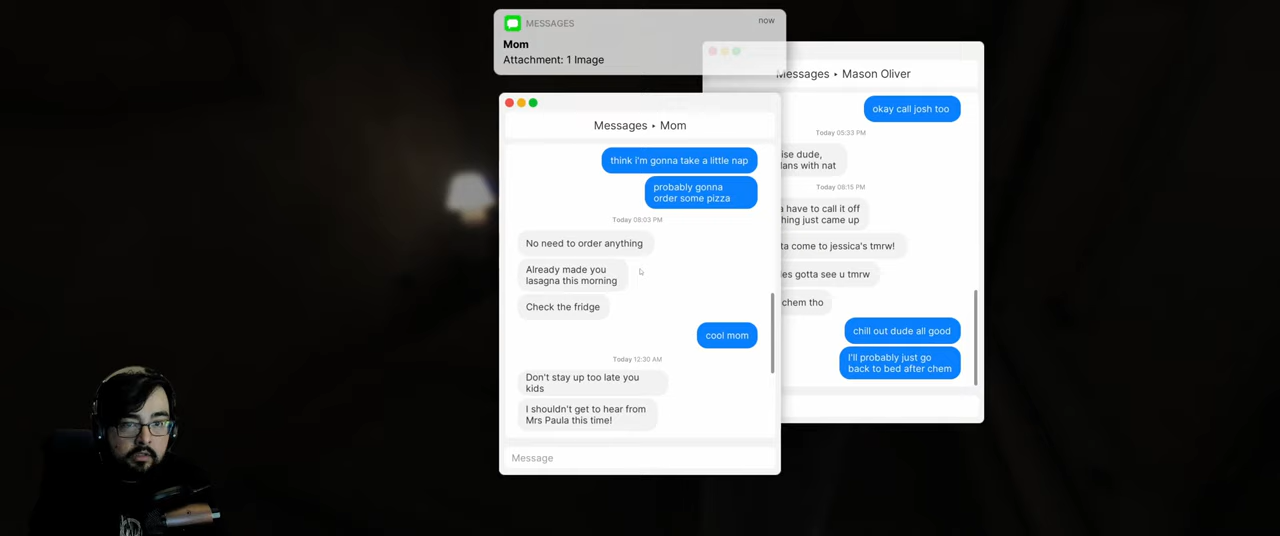 MESSAGES
now
Mom
Attachment: 1 Image
Messages ▸ Mom
think i'm gonna take a little nap
probably gonna
order some pizza
Today 08:03 PM
No need to order anything
Already made you
lasagna this morning
Check the fridge
cool mom
Today 12:30 AM
Don't stay up too late you
kids
I shouldn't get to hear from
Mrs Paula this time!
Message
Messages ▸ Mason Oliver
okay call josh too
Today 05:33 PM
dude,
with nat
Today 08:15 PM
have to call it off
just came up
come to jessica's tmrw!
gotta see u tmrw
chem tho
chill out dude all good
I'll probably just go
back to bed after chem